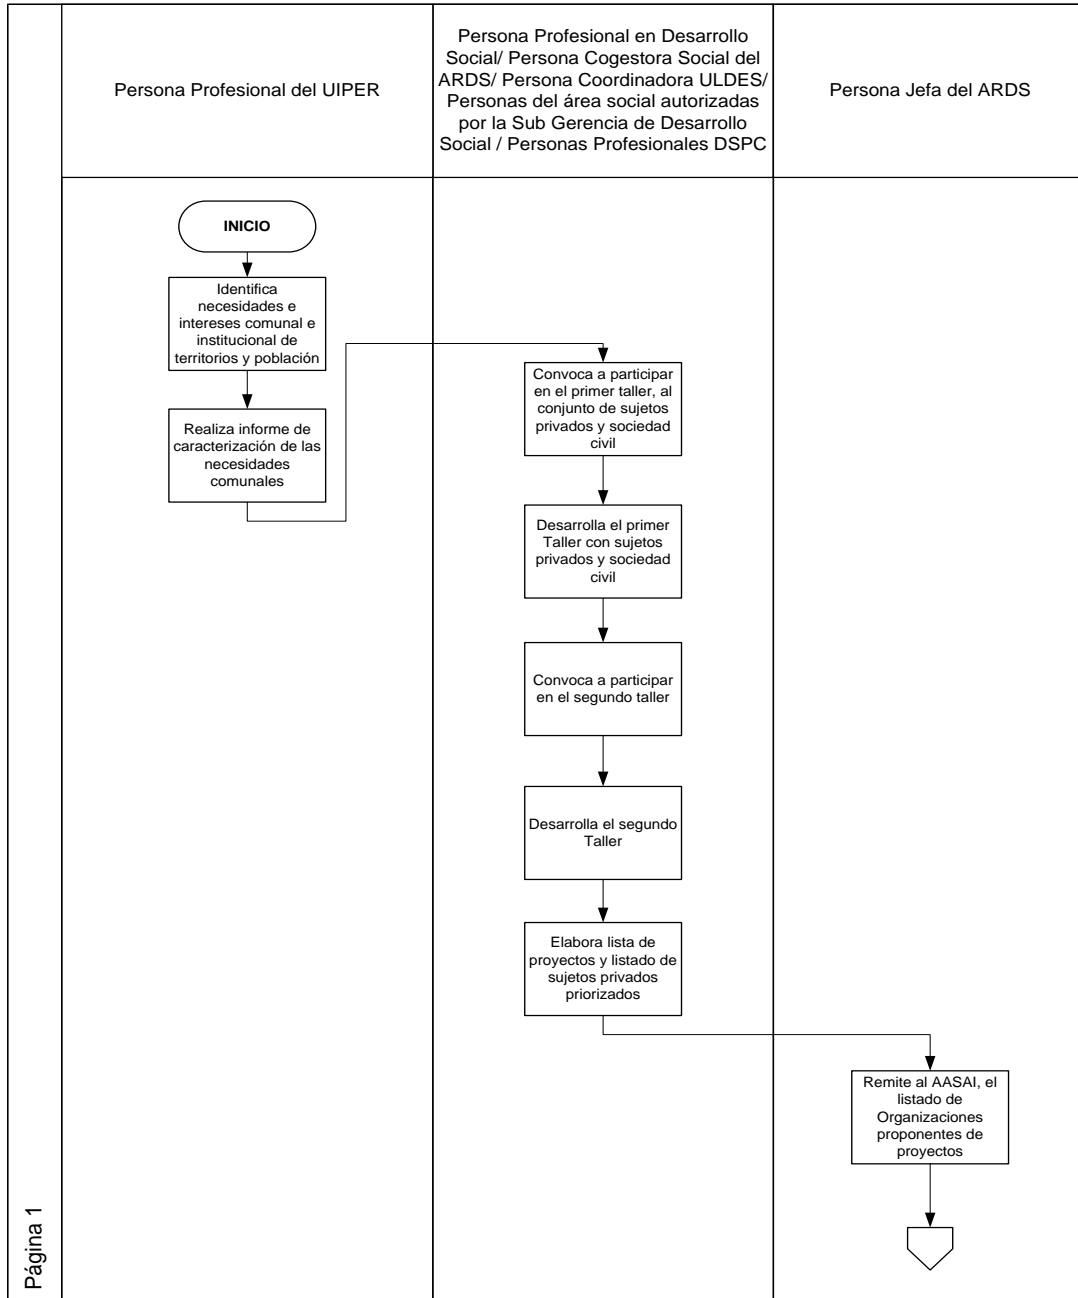 Persona Profesional del UIPER
Persona Profesional en Desarrollo
Social/ Persona Cogestora Social del
ARDS/ Persona Coordinadora ULDES/
Personas del área social autorizadas
por la Sub Gerencia de Desarrollo
Social / Personas Profesionales DSPC
Persona Jefa del ARDS
INICIO
Identifica
necesidades e
intereses comunal e
institucional de
territorios y población
Realiza informe de
caracterización de las
necesidades
comunales
Convoca a participar
en el primer taller, al
conjunto de sujetos
privados y sociedad
civil
Desarrolla el primer
Taller con sujetos
privados y sociedad
civil
Convoca a participar
en el segundo taller
Desarrolla el segundo
Taller
Elabora lista de
proyectos y listado de
sujetos privados
priorizados
Remite al AASAI, el
listado de
Organizaciones
proponentes de
proyectos
Página 1